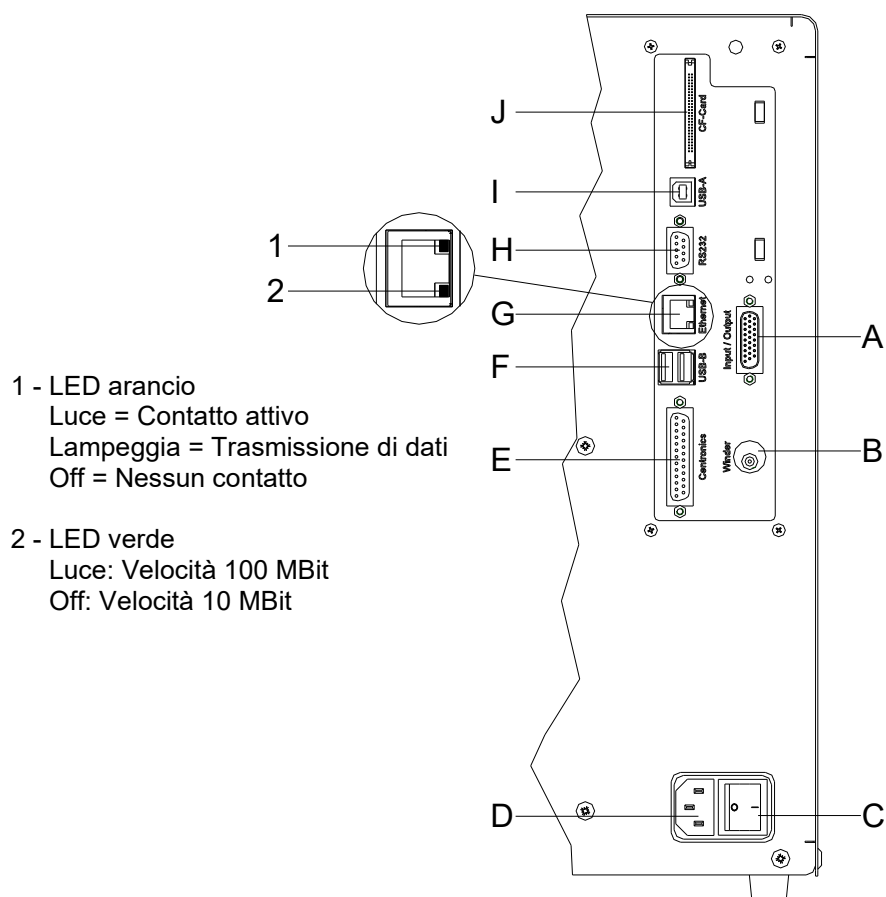 J
CF-Card
I
USB-A
1
H
RS232
2
G
Ethernet
Input / Output
A
F
USB-B
1 - LED arancio
Luce = Contatto attivo
Lampeggia = Trasmissione di dati
Off = Nessun contatto
E
Centronics
Winder
B
2 - LED verde
Luce: Velocità 100 MBit
Off: Velocità 10 MBit
D
C